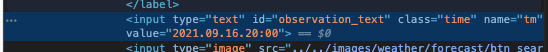 </label>
<input type="text" id="observation_text" class="time" name="tm"
value="2021.09.16.20:00"> == $0
<input type="image" src="../../images/weather/forecast/btn_sear